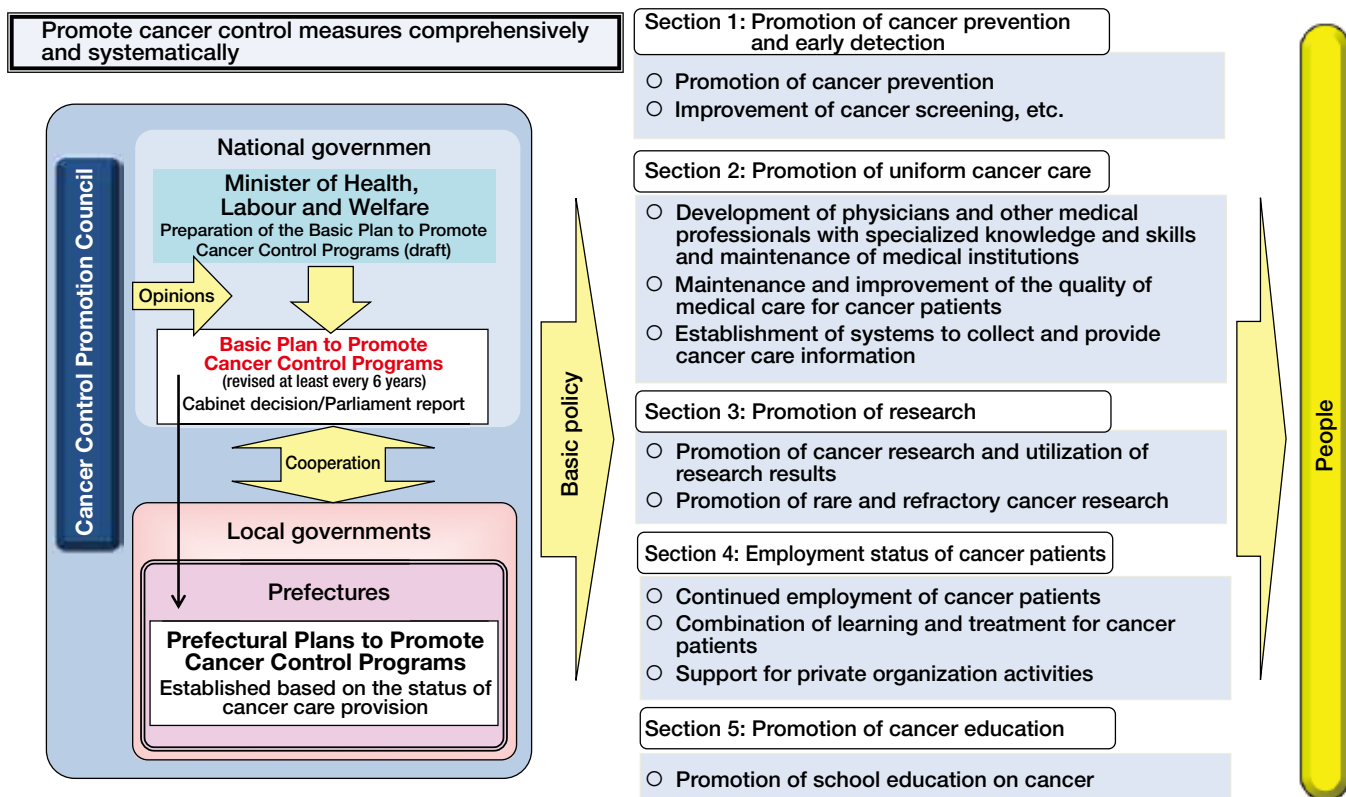 Promote cancer control measures comprehensively
and systematically
Cancer Control Promotion Council
National governmen
Minister of Health,
Labour and Welfare
Preparation of the Basic Plan to Promote
Cancer Control Programs (draft)
Opinions
Basic Plan to Promote
Cancer Control Programs
(revised at least every 6 years)
Cabinet decision/Parliament report
Cooperation
Local governments
Prefectures
Prefectural Plans to Promote
Cancer Control Programs
Established based on the status of
cancer care provision
Basic policy
Section 1: Promotion of cancer prevention
and early detection
○ Promotion of cancer prevention
○ Improvement of cancer screening, etc.
Section 2: Promotion of uniform cancer care
○ Development of physicians and other medical
professionals with specialized knowledge and skills
and maintenance of medical institutions
○ Maintenance and improvement of the quality of
medical care for cancer patients
○ Establishment of systems to collect and provide
cancer care information
Section 3: Promotion of research
○ Promotion of cancer research and utilization of
research results
○ Promotion of rare and refractory cancer research
Section 4: Employment status of cancer patients
○ Continued employment of cancer patients
○ Combination of learning and treatment for cancer
patients
○ Support for private organization activities
Section 5: Promotion of cancer education
○ Promotion of school education on cancer
People